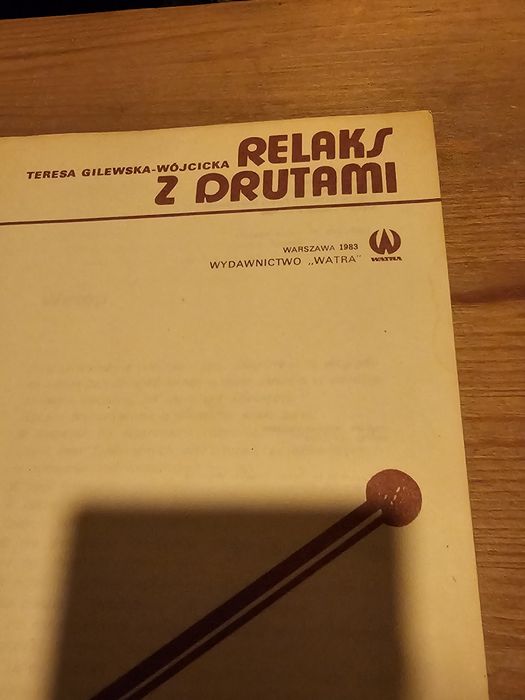 TERESA GILEWSKA-WÓJCICKA RELAKS
Z DRUTAMI
WARSZAWA 1983
WYDAWNICTWO „WATRA"
WATRA